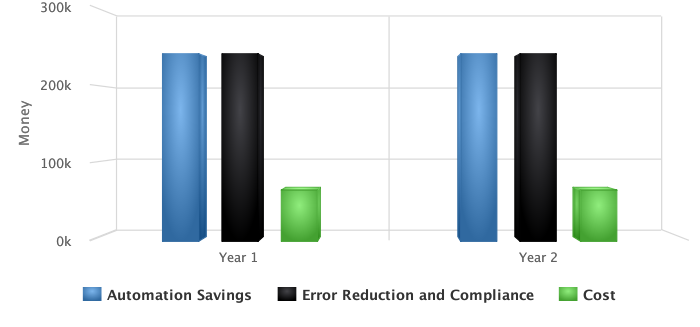 300k
200k
100k
0k
Money
Year 1
Year 2
Automation Savings
Error Reduction and Compliance
Cost